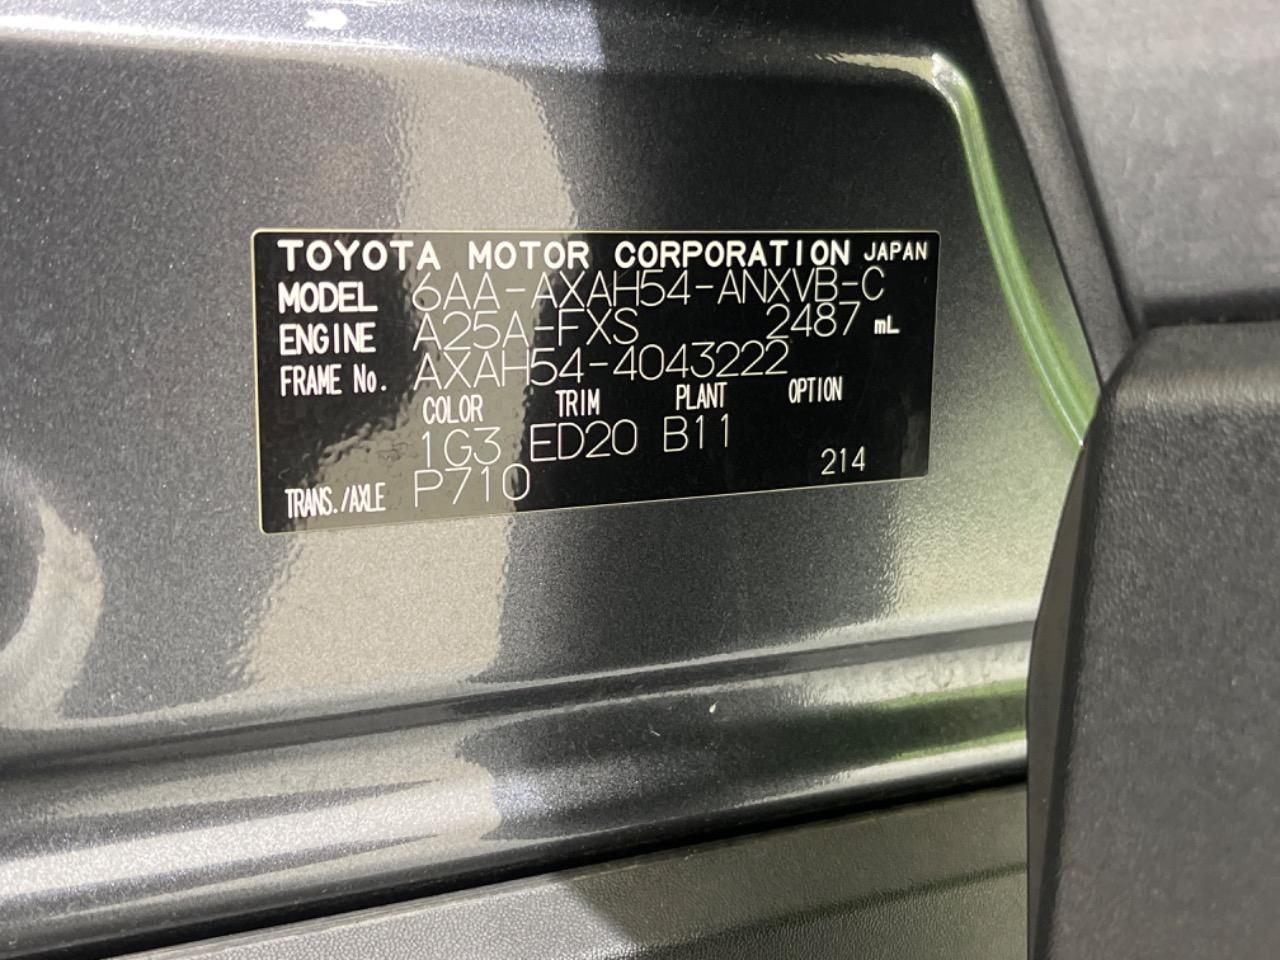 TOYOTA MOTOR CORPORATION JAPAN
MODEL 6AA-AXAH54-ANXVB-C
ENGINE A25A-FXS 2487 mL
FRAME No. AXAH54-4043222
COLOR TRIM PLANT OPTION
1G3 ED20 B11
TRANS./AXLE P710 214